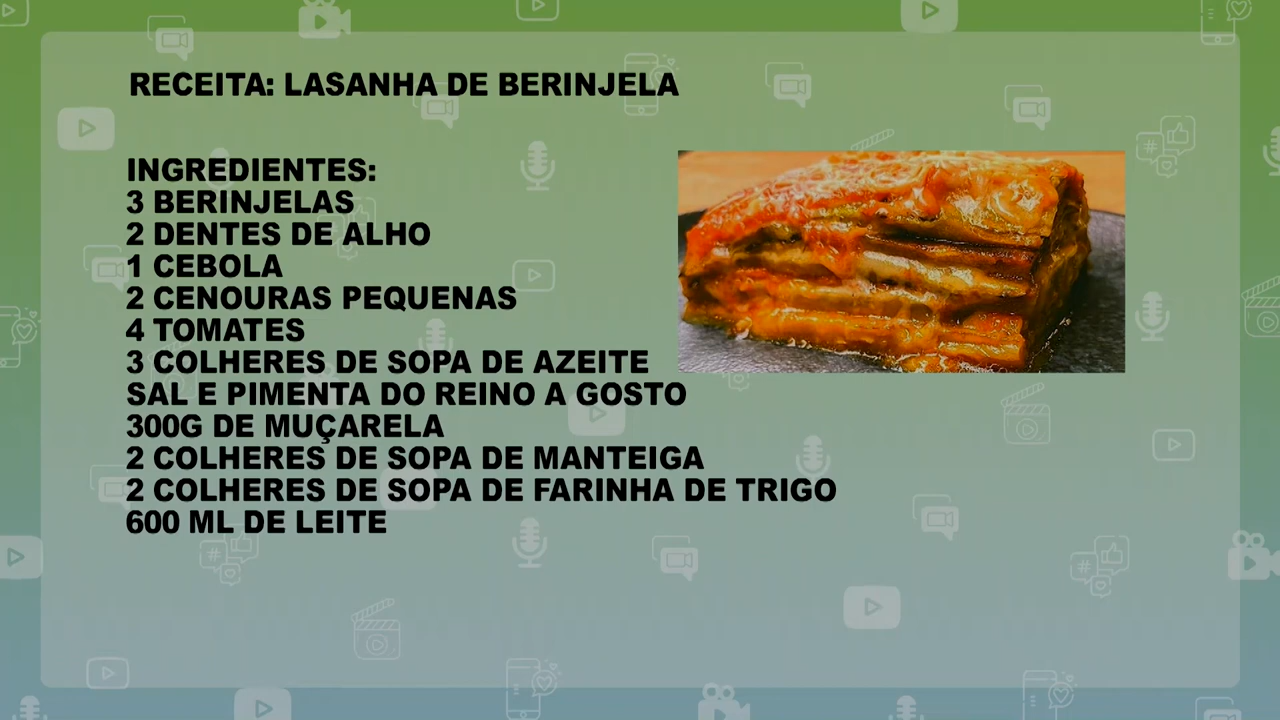 RECEITA: LASANHA DE BERINJELA
INGREDIENTES:
3 BERINJELAS
2 DENTES DE ALHO
1 CEBOLA
2 CENOURAS PEQUENAS
4 TOMATES
3 COLHERES DE SOPA DE AZEITE
SAL E PIMENTA DO REINO A GOSTO
300G DE MUÇARELA
2 COLHERES DE SOPA DE MANTEIGA
2 COLHERES DE SOPA DE FARINHA DE TRIGO
600 ML DE LEITE